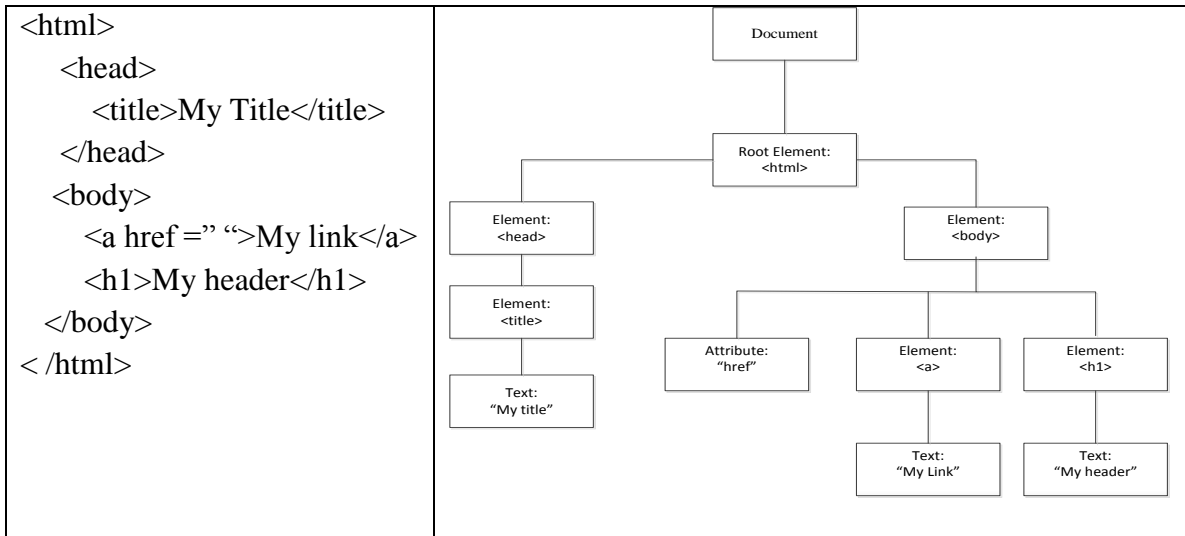 <html>
<head>
<title>My Title</title>
</head>
<body>
<a href =” “>My link</a>
<h1>My header</h1>
</body>
< /html>
Document
Root Element:
<html>
Element:
<head>
Element:
<body>
Element:
<title>
Attribute:
“href”
Element:
<a>
Element:
<h1>
Text:
“My title”
Text:
“My Link”
Text:
“My header”